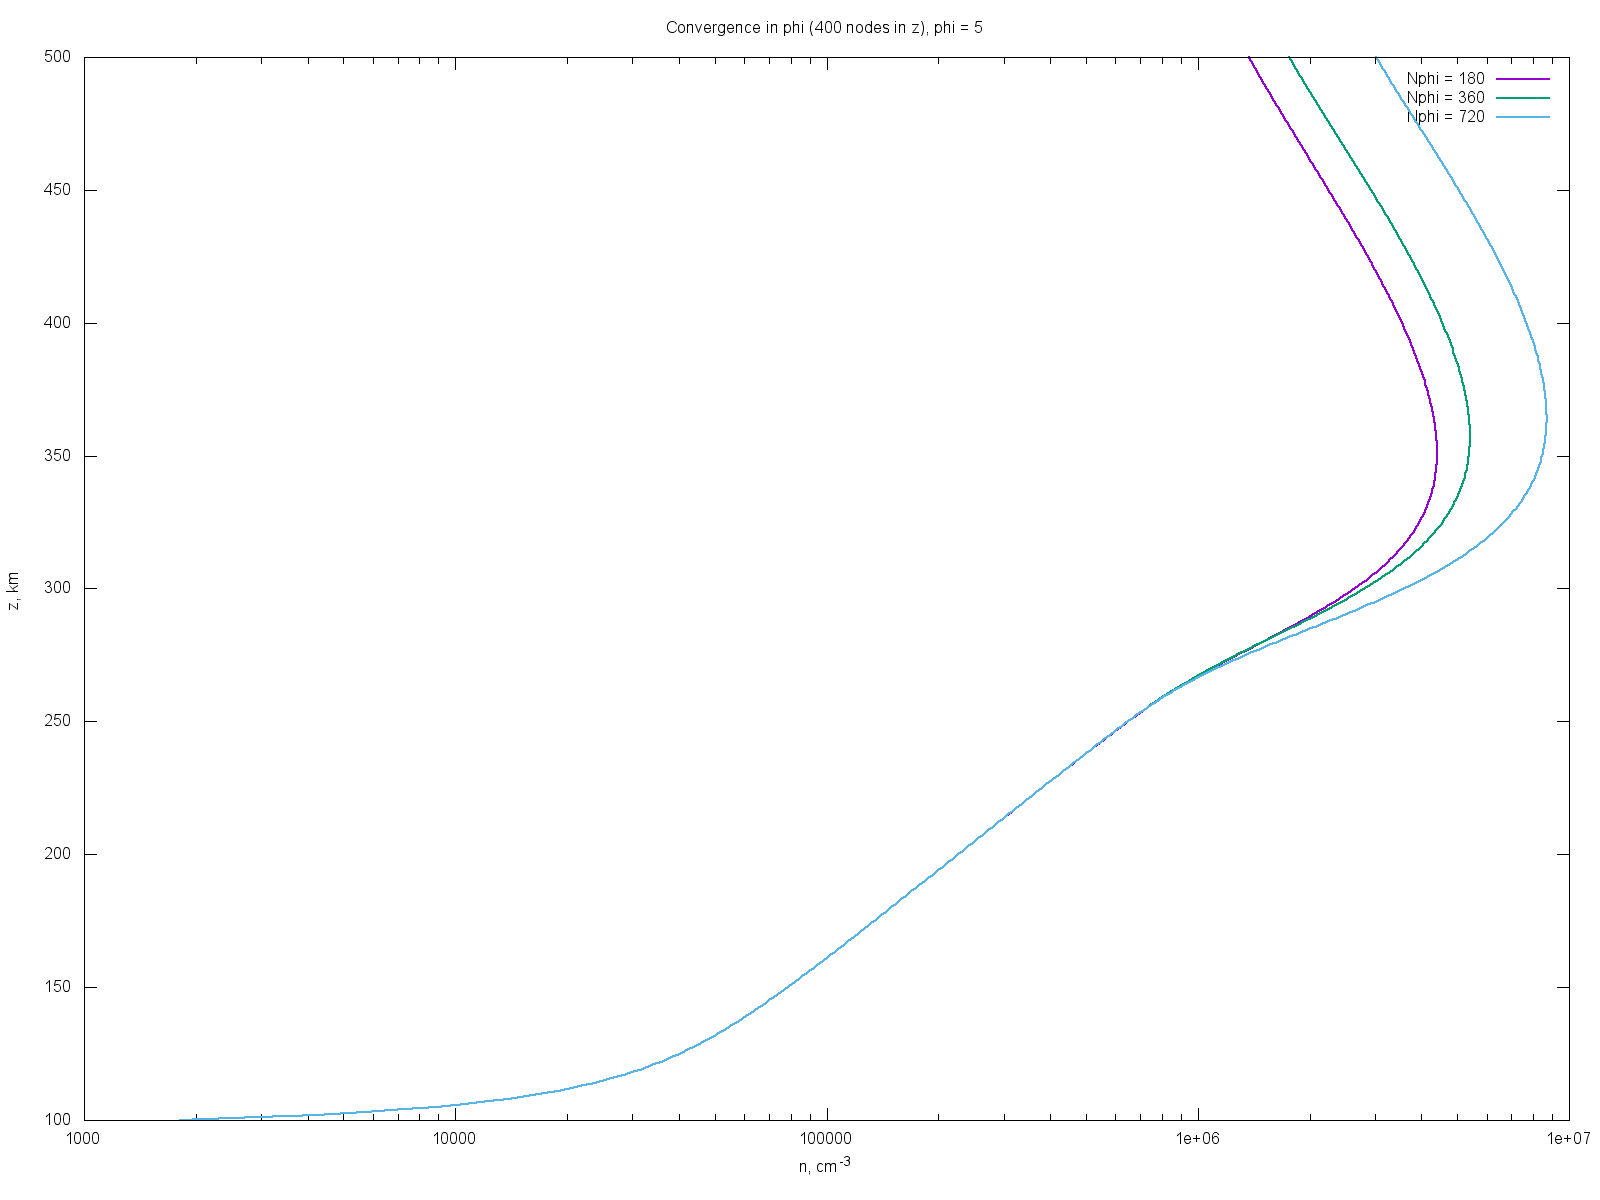 Convergence in phi (400 nodes in z), phi = 5
500
450
400
350
300
250
200
150
100
z, km
Nphi = 180
Nphi = 360
Nphi = 720
1000
10000
100000
1e+06
1e+07
n, cm-3